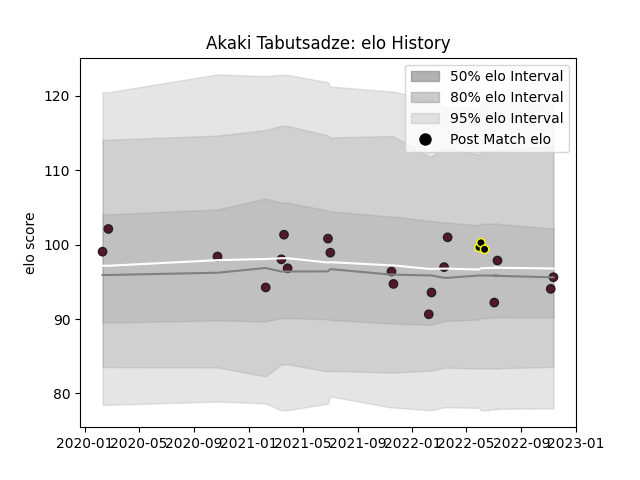 Akaki Tabutsadze: elo History
50% elo Interval
80% elo Interval
95% elo Interval
Post Match elo
elo score
120
110
100
90
80
2020-01 2020-05 2020-09 2021-01 2021-05 2021-09 2022-01 2022-05 2022-09 2023-01